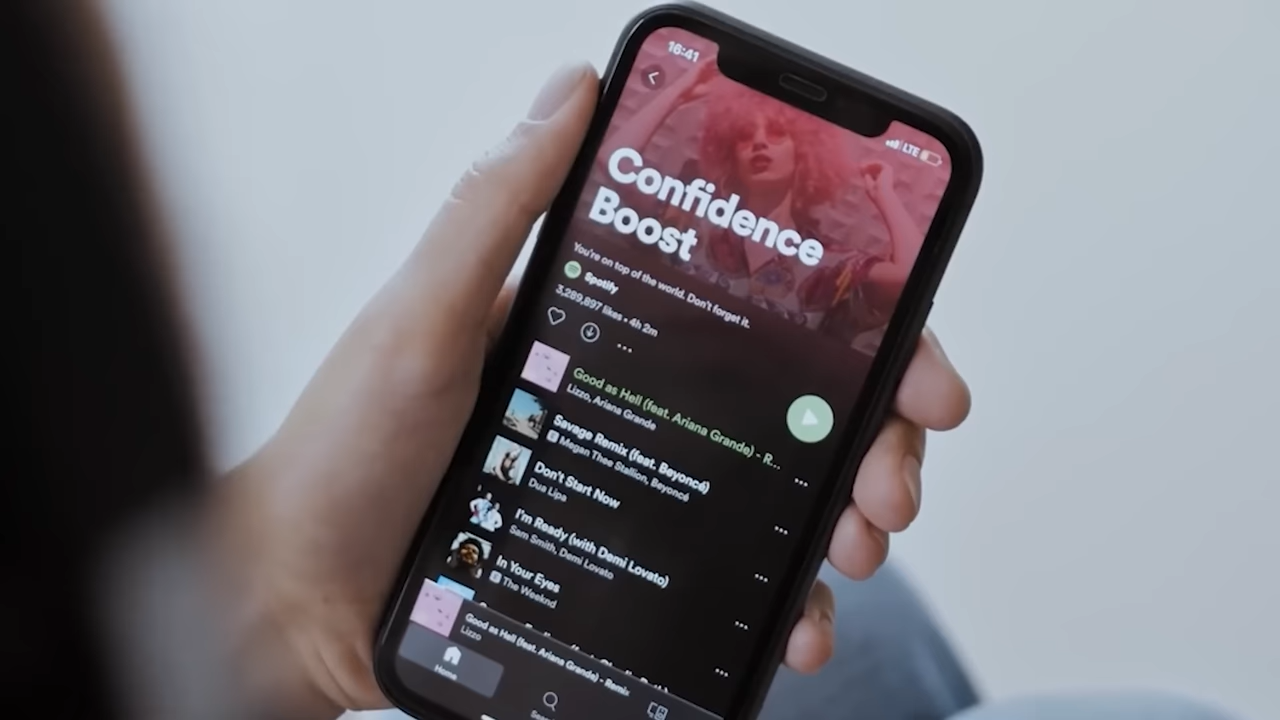 16:41
LTE
Confidence
Boost
You're on top of the world. Don't forget it.
Spotify
3,289,897 likes • 4h 2m
Good as Hell (feat. Ariana Grande) - R...
Lizzo, Ariana Grande
Savage Remix (feat. Beyoncé)
E Megan Thee Stallion, Beyoncé
Don't Start Now
Dua Lipa
I'm Ready (with Demi Lovato)
Sam Smith, Demi Lovato
In Your Eyes
E The Weeknd
Good as Hell (feat. Ariana Grande) - Remix
Lizzo
Home